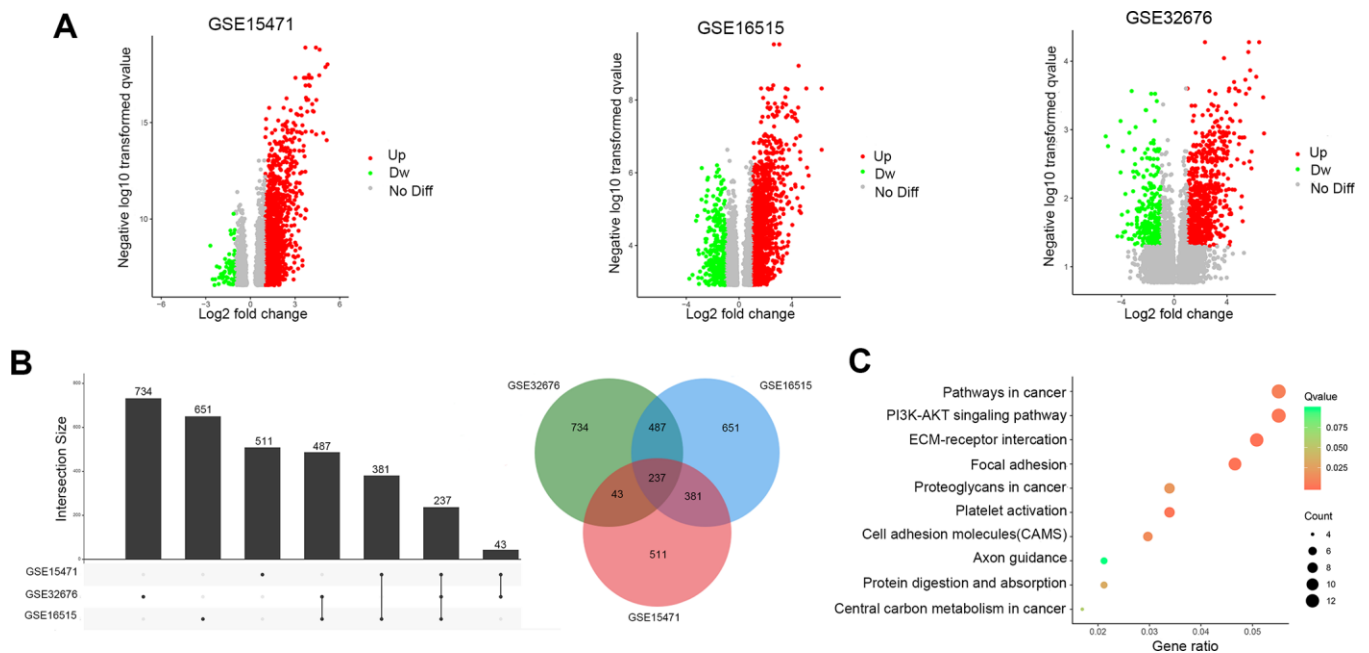 A
GSE15471
Negative log10 transformed qvalue
15
10
−6
−3
0
3
6
Log2 fold change
Up
Dw
No Diff
GSE16515
Negative log10 transformed qvalue
8
6
4
−4
0
4
Log2 fold change
Up
Dw
No Diff
GSE32676
Negative log10 transformed qvalue
4
3
2
1
−4
0
4
Log2 fold change
Up
Dw
No Diff
B
Intersection Size
600
400
200
0
734
651
511
487
381
237
43
GSE15471
GSE32676
GSE16515
GSE32676
GSE16515
734
487
651
237
43
381
511
GSE15471
C
Pathways in cancer
PI3K-AKT singaling pathway
ECM-receptor intercation
Focal adhesion
Proteoglycans in cancer
Platelet activation
Cell adhesion molecules(CAMS)
Axon guidance
Protein digestion and absorption
Central carbon metabolism in cancer
0.02
0.03
0.04
0.05
Gene ratio
Qvalue
0.075
0.050
0.025
Count
4
6
8
10
12